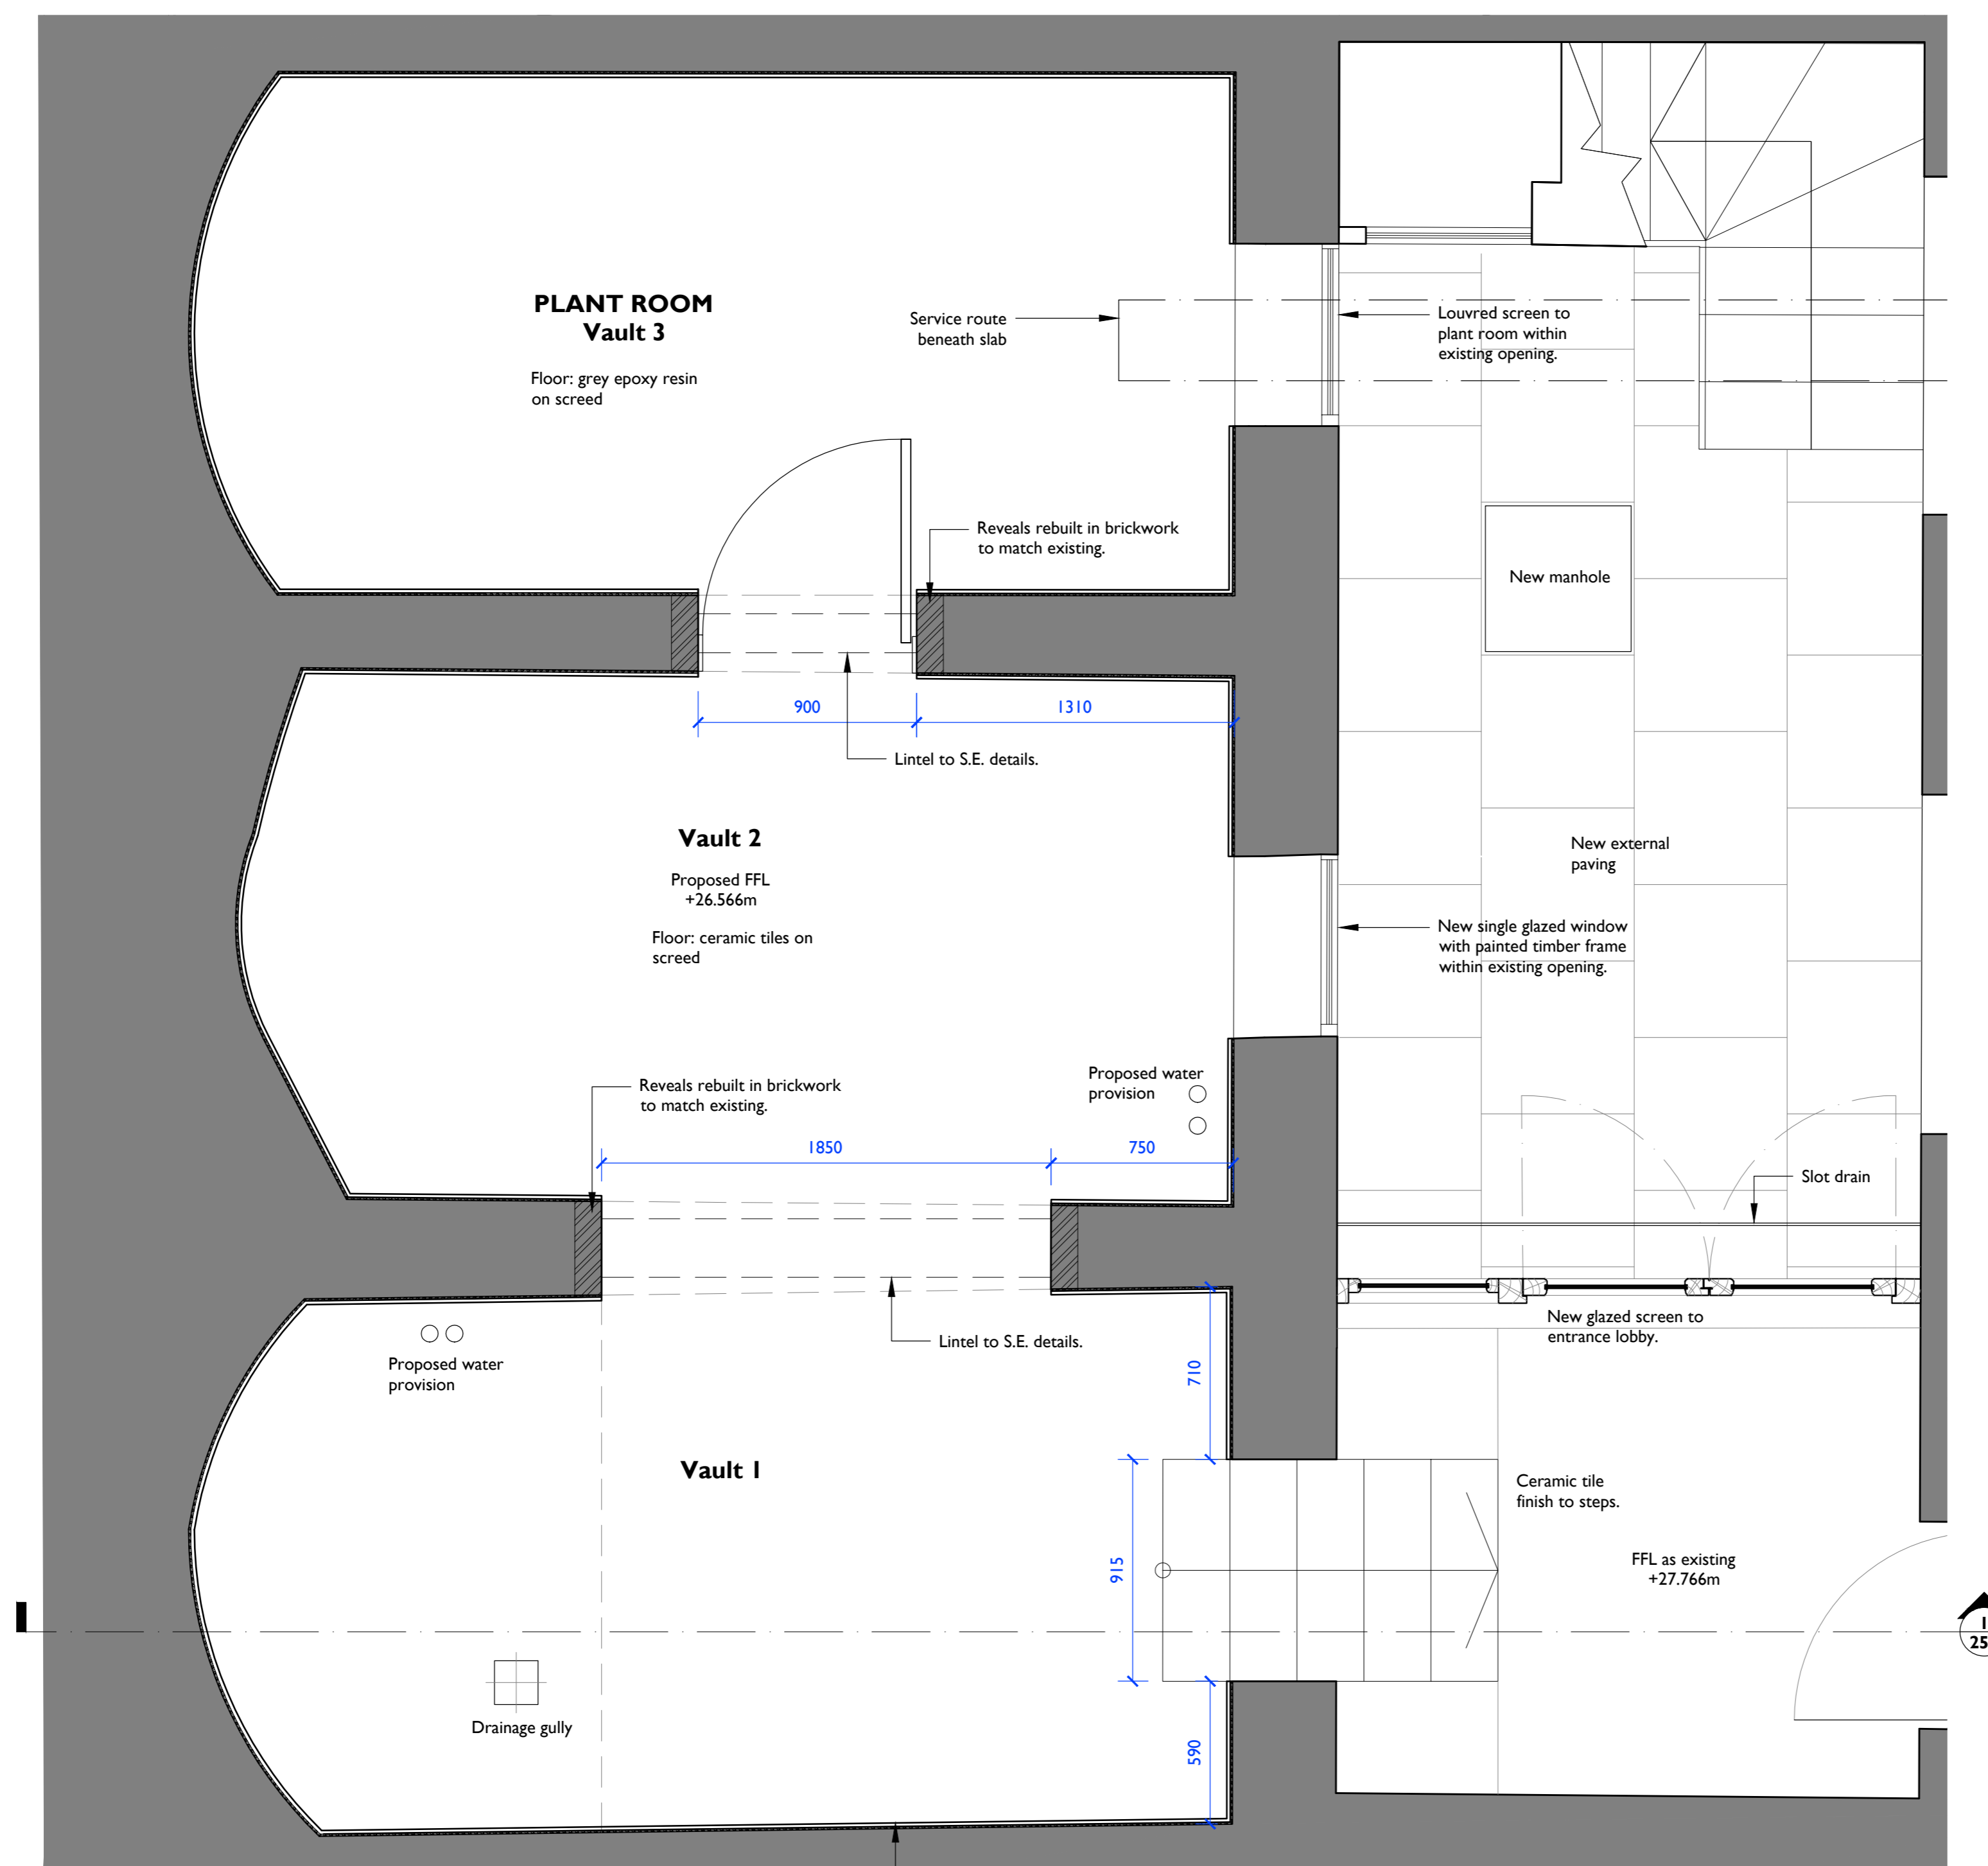 PLANT ROOM
Vault 3
Floor: grey epoxy resin
on screed
Service route
beneath slab
Louvred screen to
plant room within
existing opening.
Reveals rebuilt in brickwork
to match existing.
New manhole
900
1310
Lintel to S.E. details.
Vault 2
Proposed FFL
+26.566m
Floor: ceramic tiles on
screed
New external
paving
New single glazed window
with painted timber frame
within existing opening.
Proposed water
provision
Reveals rebuilt in brickwork
to match existing.
1850
750
Slot drain
New glazed screen to
entrance lobby.
Lintel to S.E. details.
Proposed water
provision
710
Vault 1
Ceramic tile
finish to steps.
915
FFL as existing
+27.766m
1
25
Drainage gully
590